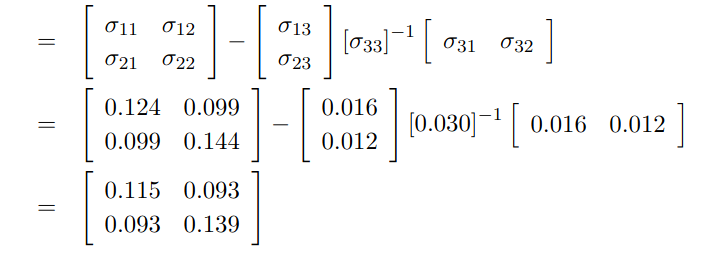 = [ σ₁₁ σ₁₂ ; σ₂₁ σ₂₂ ] − [ σ₁₃ ; σ₂₃ ] [σ₃₃]⁻¹ [ σ₃₁ σ₃₂ ]
= [ 0.124 0.099 ; 0.099 0.144 ] − [ 0.016 ; 0.012 ] [0.030]⁻¹ [ 0.016 0.012 ]
= [ 0.115 0.093 ; 0.093 0.139 ]